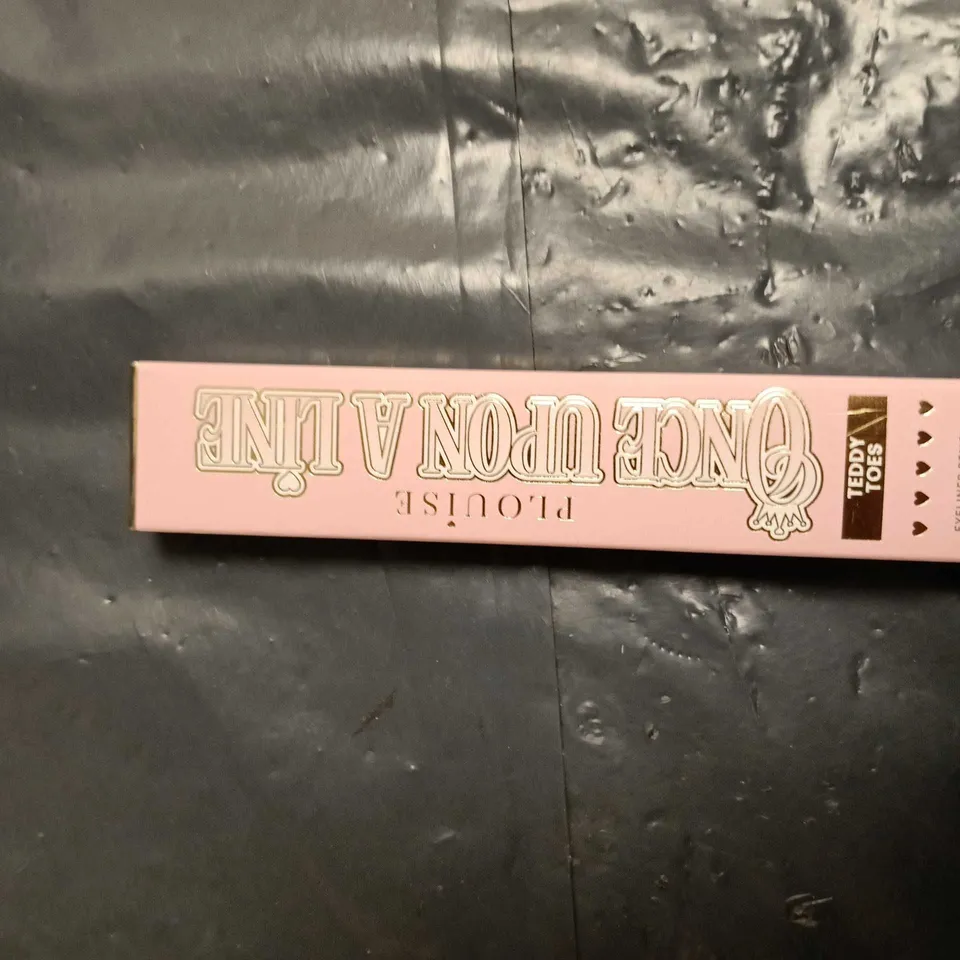 PLOUISE
ONCE UPON A LINE
TEDDY
TOES